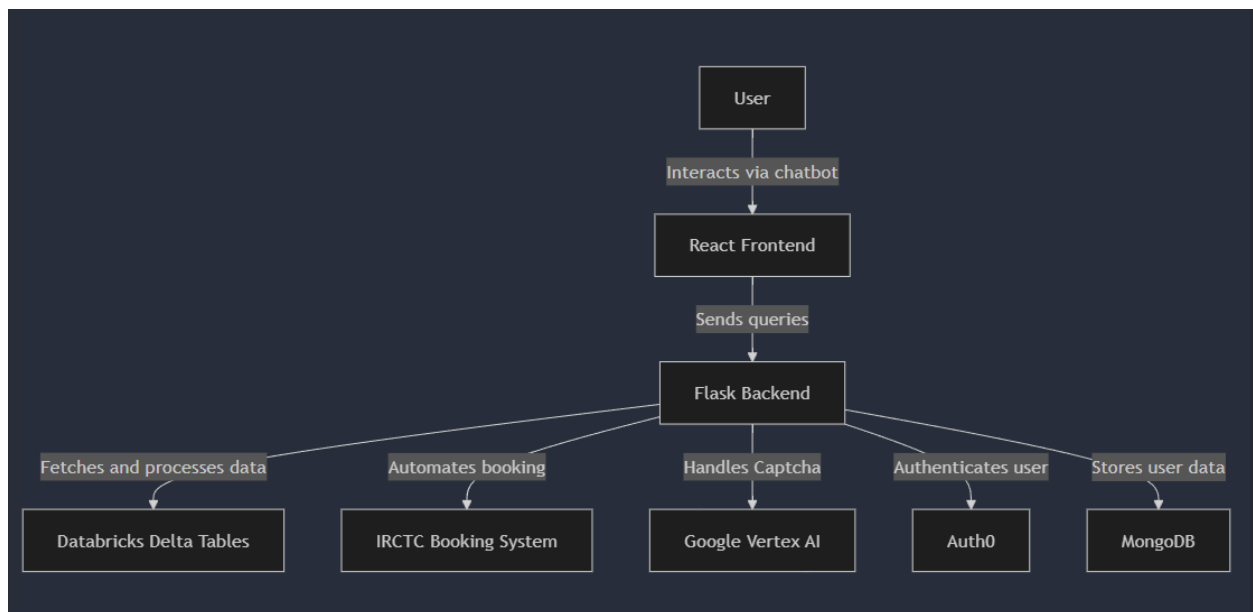 User
Interacts via chatbot
React Frontend
Sends queries
Flask Backend
Fetches and processes data
Automates booking
Handles Captcha
Authenticates user
Stores user data
Databricks Delta Tables
IRCTC Booking System
Google Vertex AI
Auth0
MongoDB